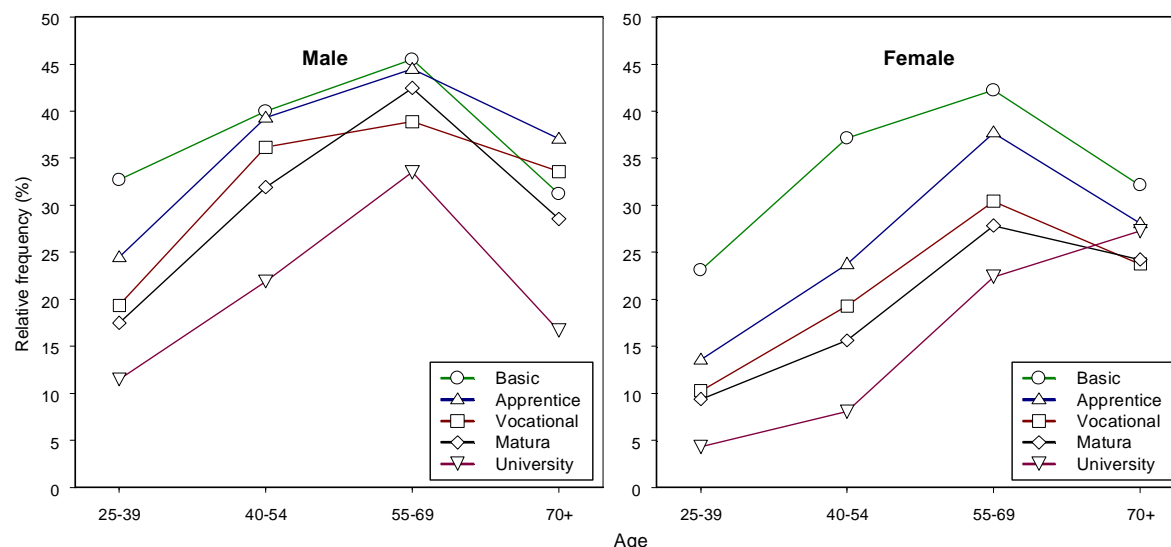 Male
Female
Relative frequency (%)
50
45
40
35
30
25
20
15
10
5
0
50
45
40
35
30
25
20
15
10
5
0
Basic
Apprentice
Vocational
Matura
University
Basic
Apprentice
Vocational
Matura
University
25-39 40-54 55-69 70+
25-39 40-54 55-69 70+
Age